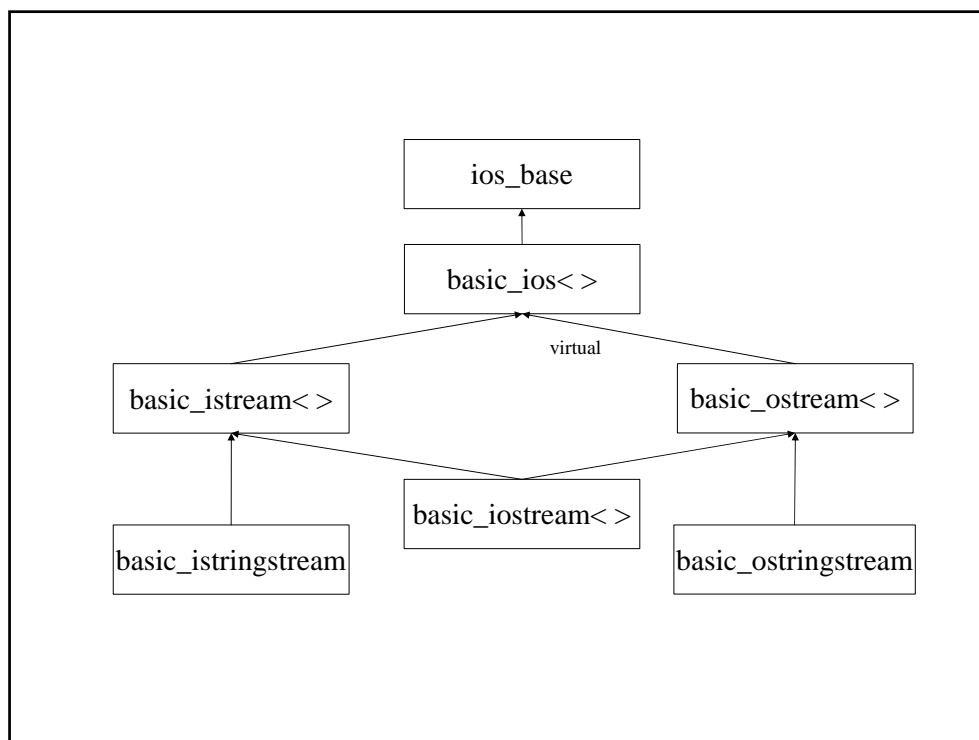 ios_base
basic_ios< >
virtual
basic_istream< >
basic_ostream< >
basic_iostream< >
basic_istringstream
basic_ostringstream